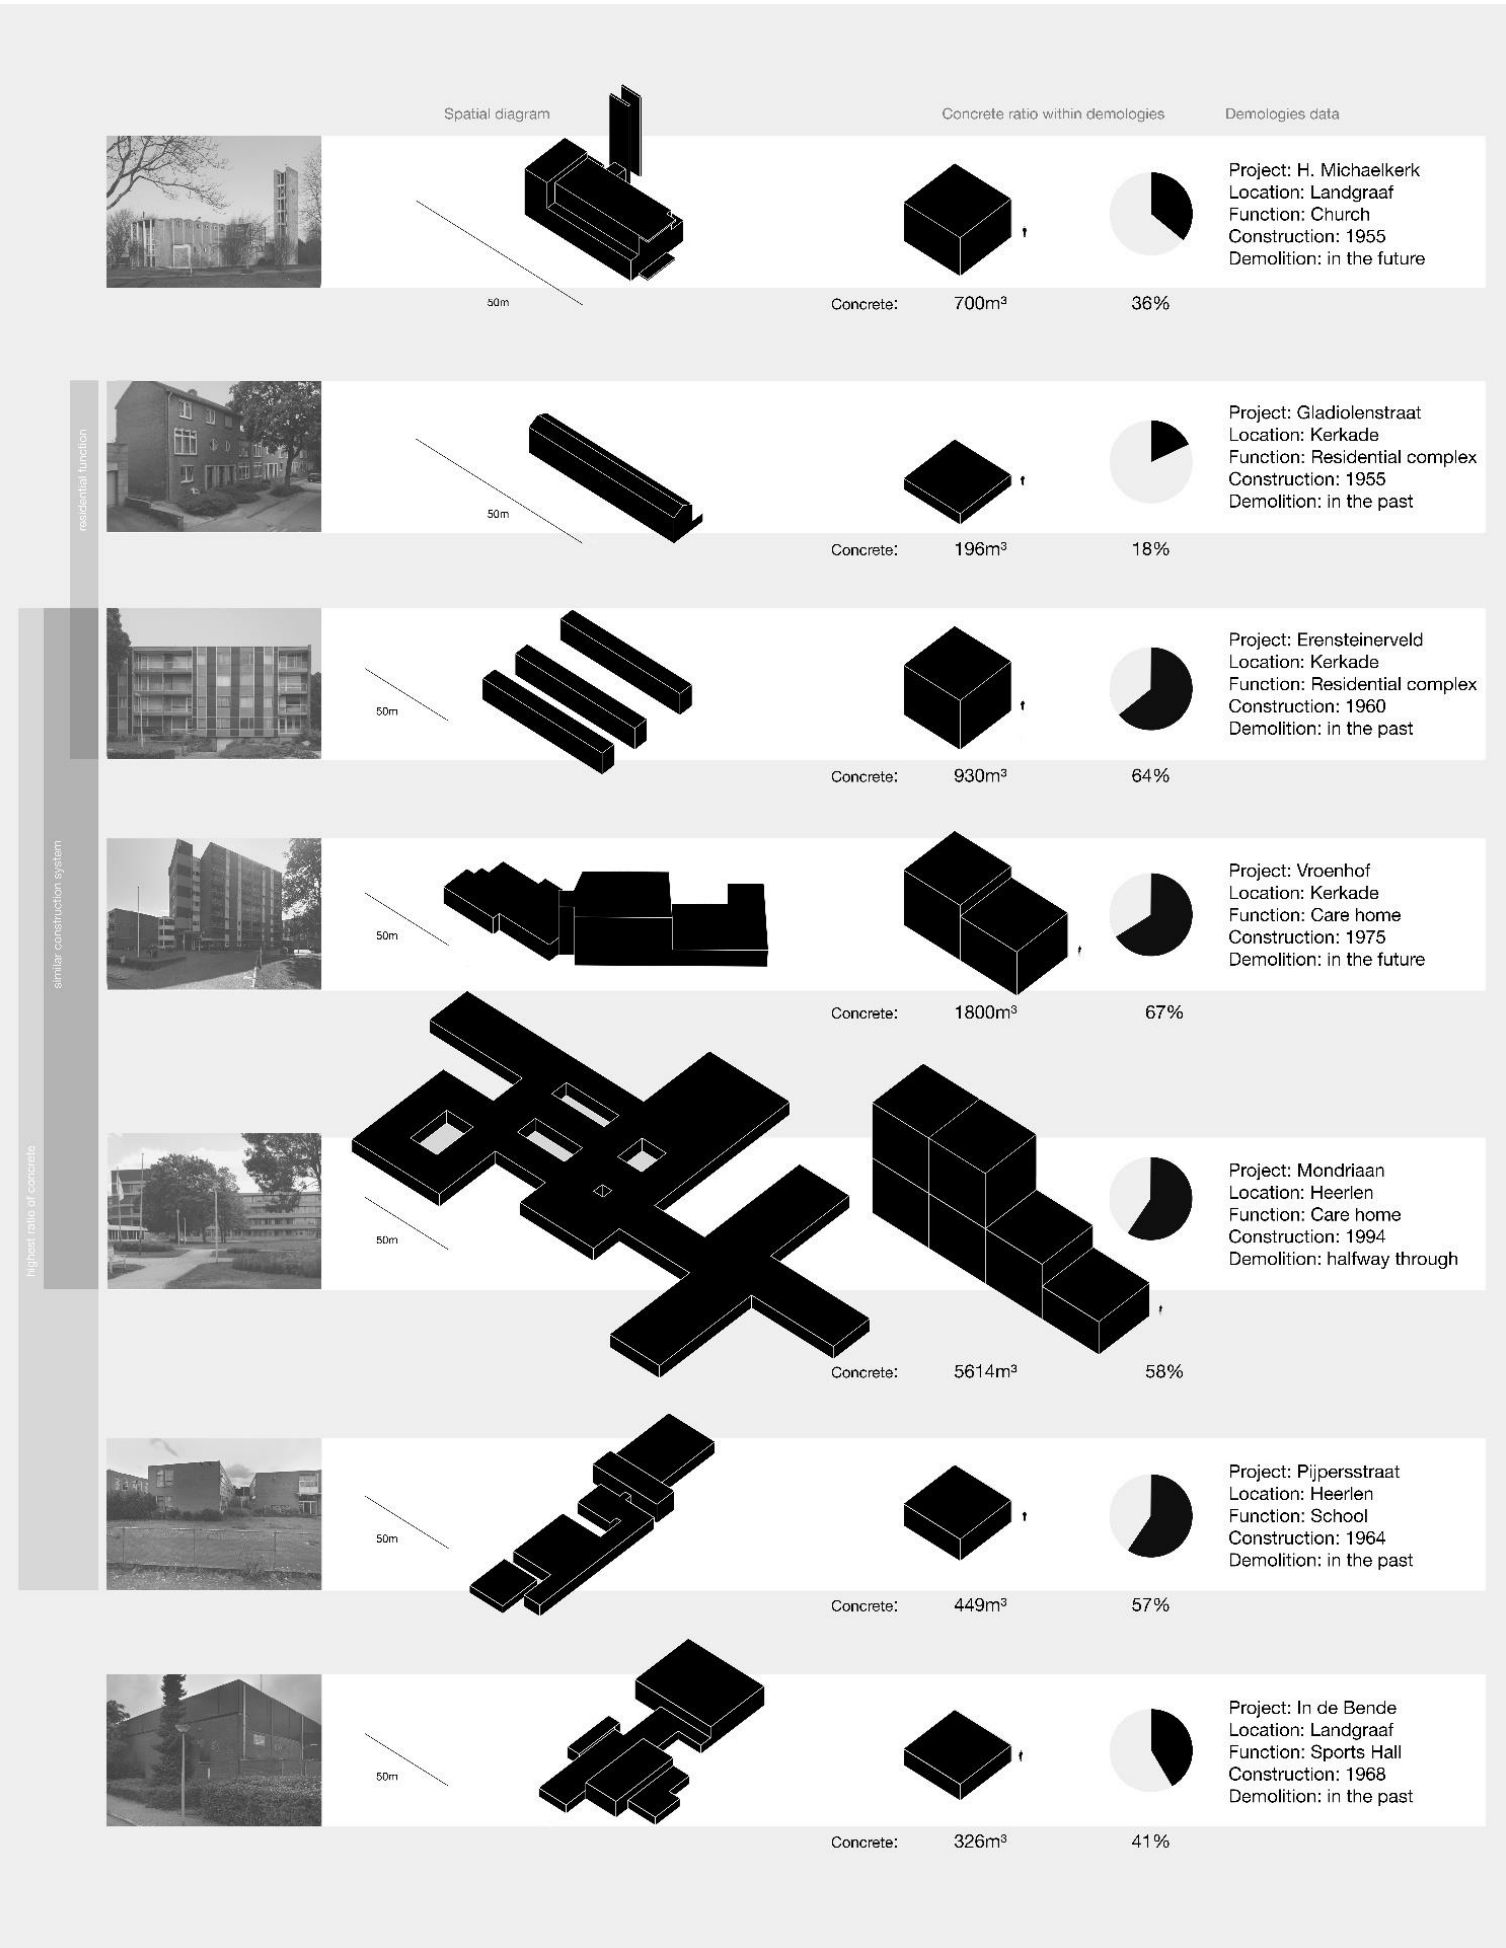 Spatial diagram
Concrete ratio within demologies
Demologies data
Project: H. Michaelkerk
Location: Landgraaf
Function: Church
Construction: 1955
Demolition: in the future
50m
Concrete: 700m³ 36%
residential function
Project: Gladiolenstraat
Location: Kerkade
Function: Residential complex
Construction: 1955
Demolition: in the past
50m
Concrete: 196m³ 18%
Project: Erensteinerveld
Location: Kerkade
Function: Residential complex
Construction: 1960
Demolition: in the past
50m
Concrete: 930m³ 64%
similar construction system
Project: Vroenhof
Location: Kerkade
Function: Care home
Construction: 1975
Demolition: in the future
50m
Concrete: 1800m³ 67%
highest ratio of concrete
Project: Mondriaan
Location: Heerlen
Function: Care home
Construction: 1994
Demolition: halfway through
50m
Concrete: 5614m³ 58%
Project: Pijpersstraat
Location: Heerlen
Function: School
Construction: 1964
Demolition: in the past
50m
Concrete: 449m³ 57%
Project: In de Bende
Location: Landgraaf
Function: Sports Hall
Construction: 1968
Demolition: in the past
50m
Concrete: 326m³ 41%